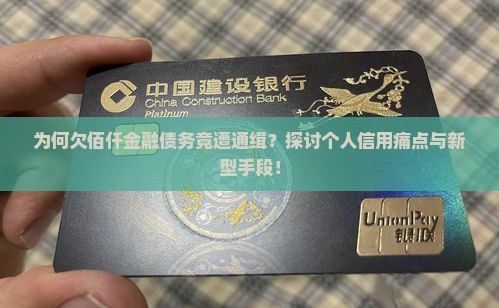 中国建设银行
China Construction Bank
Platinum
为何欠佰仟金融债务竟遭通缉？探讨个人信用痛点与新
型手段！
UnionPay
银联